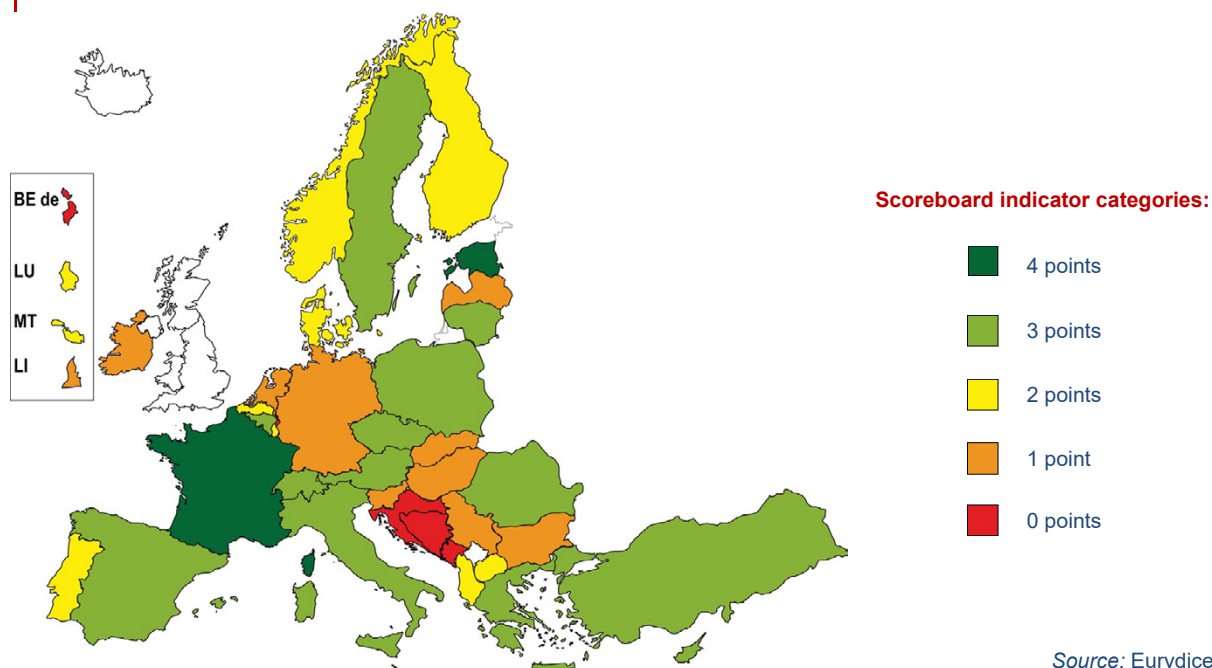 BE de
LU
MT
LI
Scoreboard indicator categories:
4 points
3 points
2 points
1 point
0 points
Source: Eurydice